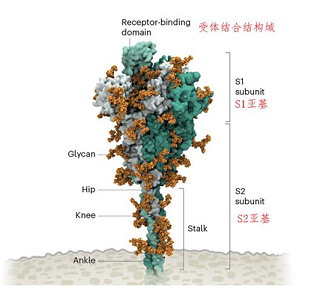 Receptor-binding
domain
受体结合结构域
S1
subunit
S1亚基
Glycan
Hip
S2
subunit
S2亚基
Knee
Stalk
Ankle